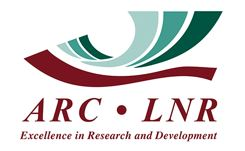 ARC • LNR
Excellence in Research and Development